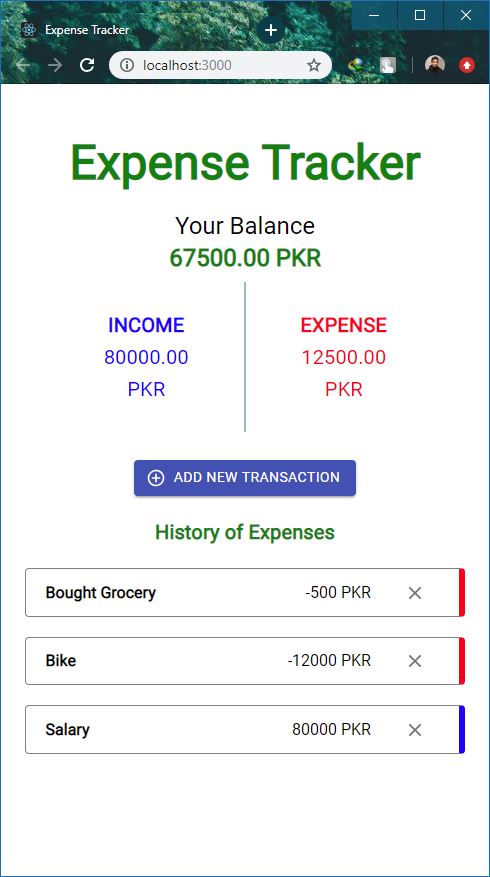 Expense Tracker
localhost:3000
Expense Tracker
Your Balance
67500.00 PKR
INCOME
80000.00
PKR
EXPENSE
12500.00
PKR
ADD NEW TRANSACTION
History of Expenses
Bought Grocery -500 PKR
Bike -12000 PKR
Salary 80000 PKR